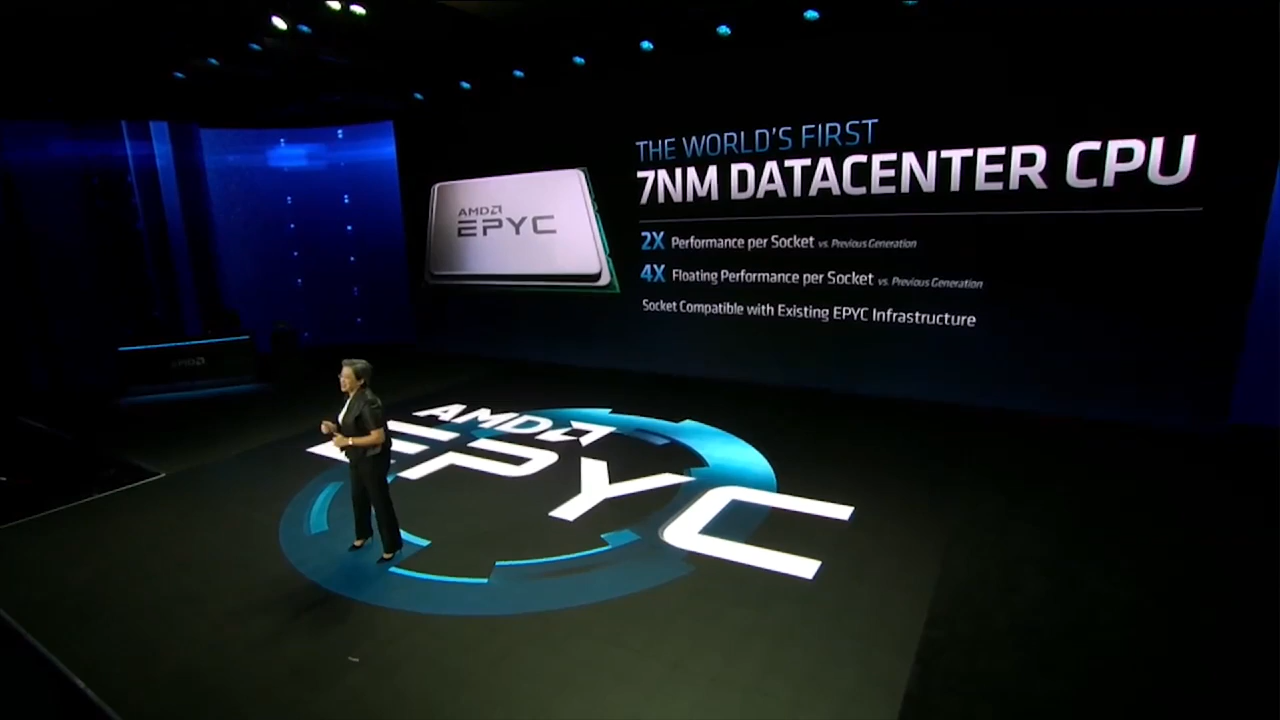 THE WORLD'S FIRST
7NM DATACENTER CPU
AMD
EPYC
2X Performance per Socket vs. Previous Generation
4X Floating Performance per Socket vs. Previous Generation
Socket Compatible with Existing EPYC Infrastructure
AMD
AMD
EPYC